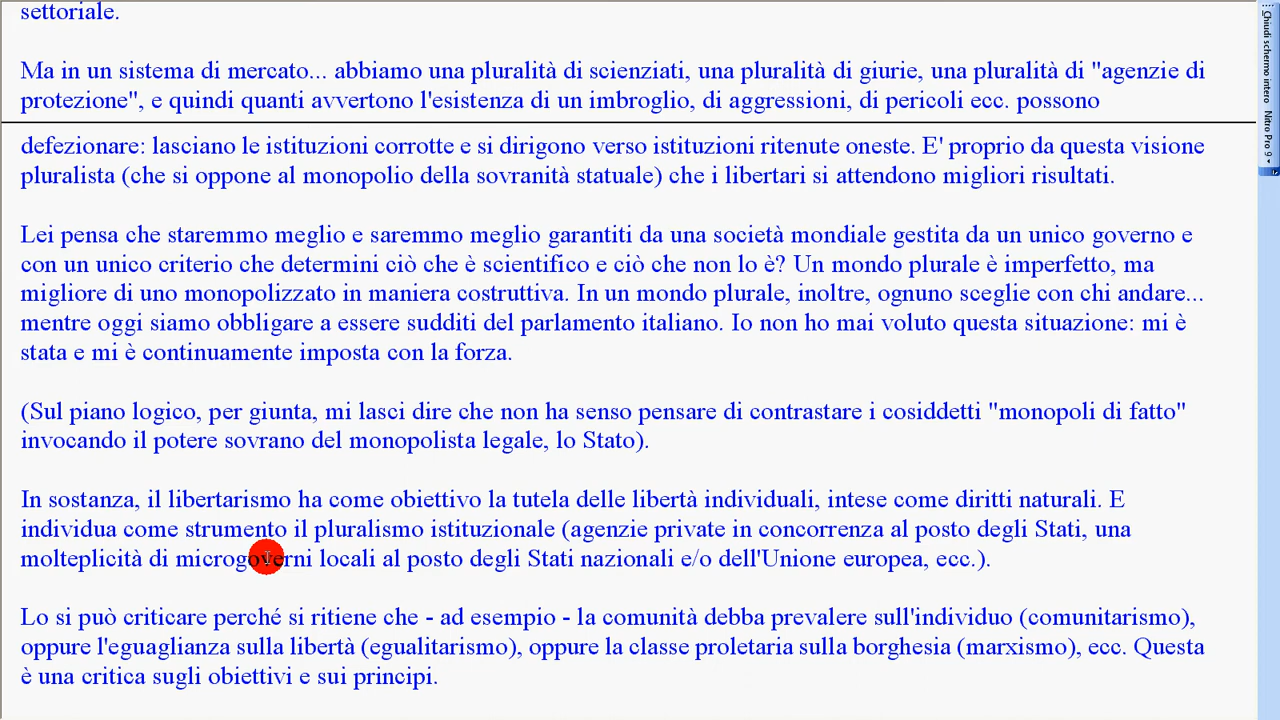 settoriale.
Ma in un sistema di mercato... abbiamo una pluralità di scienziati, una pluralità di giurie, una pluralità di "agenzie di
protezione", e quindi quanti avvertono l'esistenza di un imbroglio, di aggressioni, di pericoli ecc. possono
defezionare: lasciano le istituzioni corrotte e si dirigono verso istituzioni ritenute oneste. E' proprio da questa visione
pluralista (che si oppone al monopolio della sovranità statuale) che i libertari si attendono migliori risultati.
Lei pensa che staremmo meglio e saremmo meglio garantiti da una società mondiale gestita da un unico governo e
con un unico criterio che determini ciò che è scientifico e ciò che non lo è? Un mondo plurale è imperfetto, ma
migliore di uno monopolizzato in maniera costruttiva. In un mondo plurale, inoltre, ognuno sceglie con chi andare...
mentre oggi siamo obbligare a essere sudditi del parlamento italiano. Io non ho mai voluto questa situazione: mi è
stata e mi è continuamente imposta con la forza.
(Sul piano logico, per giunta, mi lasci dire che non ha senso pensare di contrastare i cosiddetti "monopoli di fatto"
invocando il potere sovrano del monopolista legale, lo Stato).
In sostanza, il libertarismo ha come obiettivo la tutela delle libertà individuali, intese come diritti naturali. E
individua come strumento il pluralismo istituzionale (agenzie private in concorrenza al posto degli Stati, una
molteplicità di microgoverni locali al posto degli Stati nazionali e/o dell'Unione europea, ecc.).
Lo si può criticare perché si ritiene che - ad esempio - la comunità debba prevalere sull'individuo (comunitarismo),
oppure l'eguaglianza sulla libertà (egualitarismo), oppure la classe proletaria sulla borghesia (marxismo), ecc. Questa
è una critica sugli obiettivi e sui principi.
Chiudi schermo intero
Nitro Pro 9